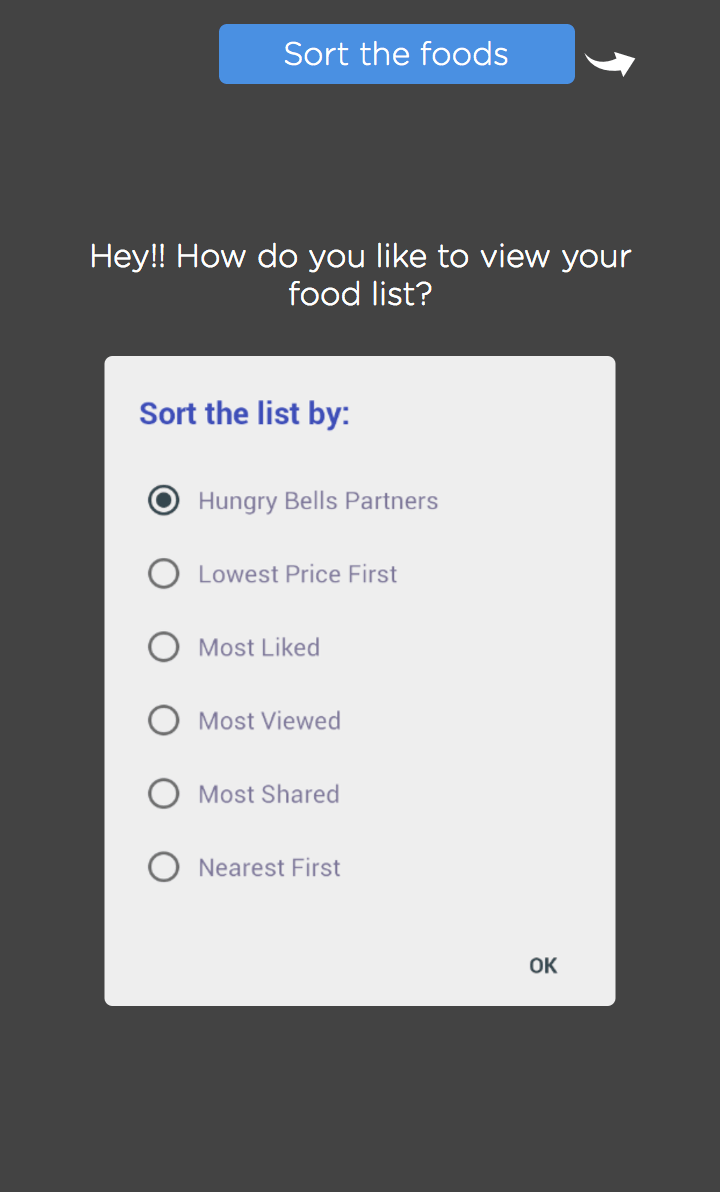 Sort the foods
Hey!! How do you like to view your
food list?
Sort the list by:
Hungry Bells Partners
Lowest Price First
Most Liked
Most Viewed
Most Shared
Nearest First
OK